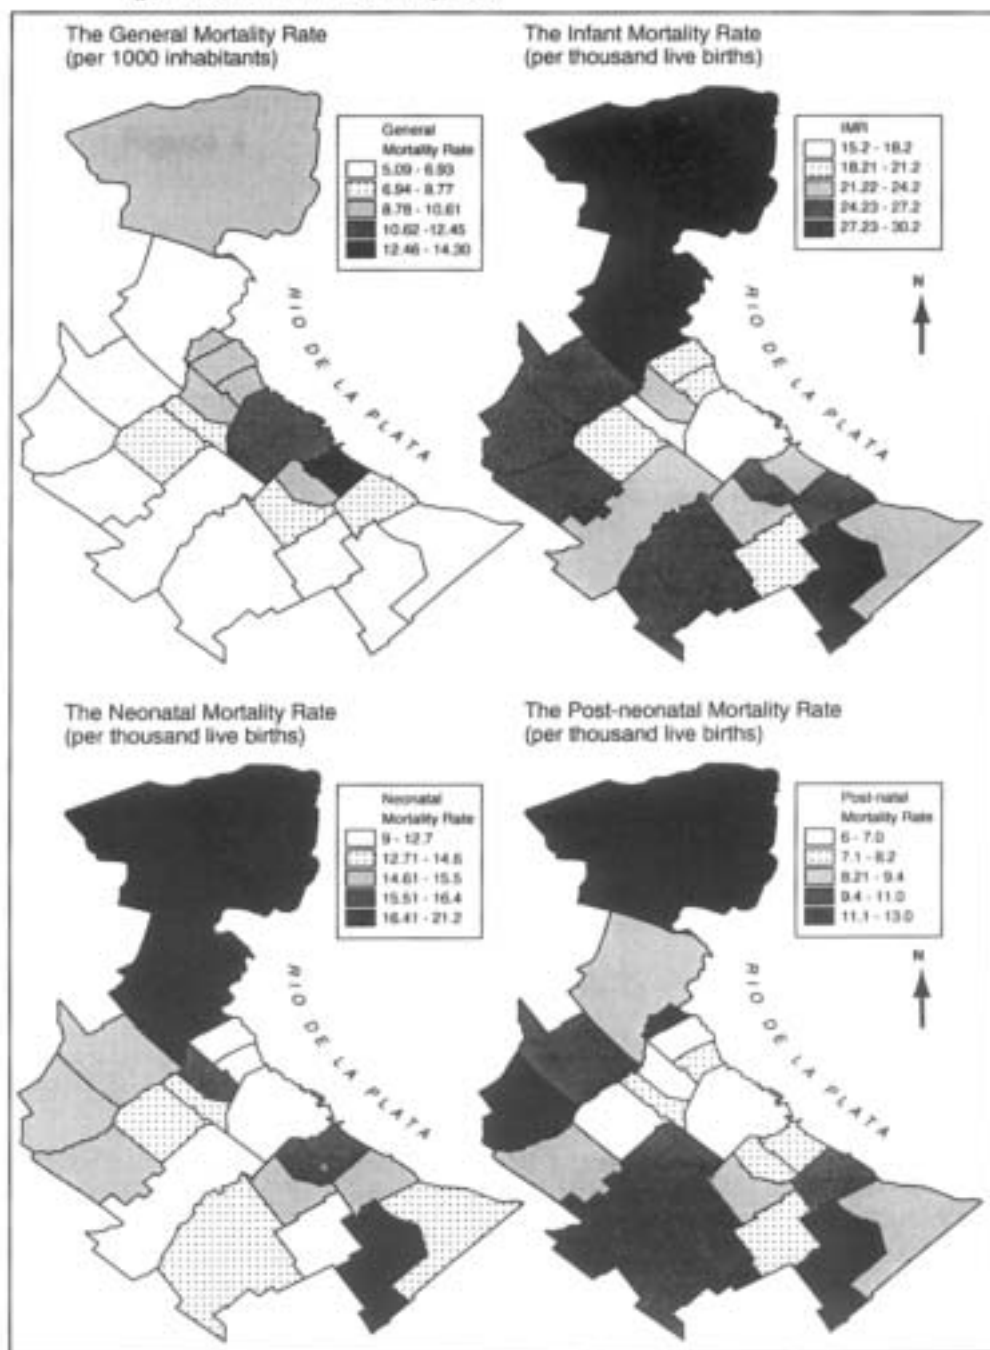 The General Mortality Rate
(per 1000 inhabitants)
General
Mortality Rate
5.09 - 6.93
6.94 - 8.77
8.78 - 10.61
10.62 -12.45
12.46 - 14.30
RIO DE LA PLATA
The Infant Mortality Rate
(per thousand live births)
IMR
15.2 - 18.2
18.21 - 21.2
21.22 - 24.2
24.23 - 27.2
27.23 - 30.2
N
RIO DE LA PLATA
The Neonatal Mortality Rate
(per thousand live births)
Neonatal
Mortality Rate
9 - 12.7
12.71 - 14.6
14.61 - 15.5
15.51 - 16.4
16.41 - 21.2
RIO DE LA PLATA
The Post-neonatal Mortality Rate
(per thousand live births)
Post-natal
Mortality Rate
6 - 7.0
7.1 - 8.2
8.21 - 9.4
9.4 - 11.0
11.1 - 13.0
N
RIO DE LA PLATA